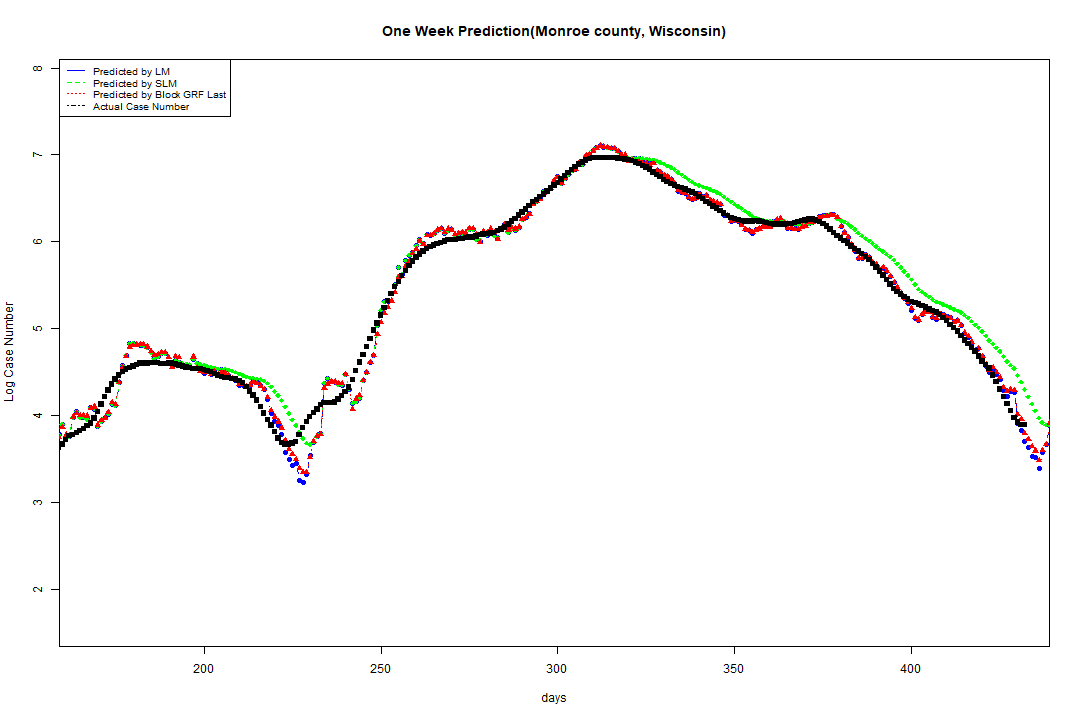 One Week Prediction(Monroe county, Wisconsin)
Predicted by LM
Predicted by SLM
Predicted by Block GRF Last
Actual Case Number
8
7
6
5
4
3
2
Log Case Number
200 250 300 350 400
days